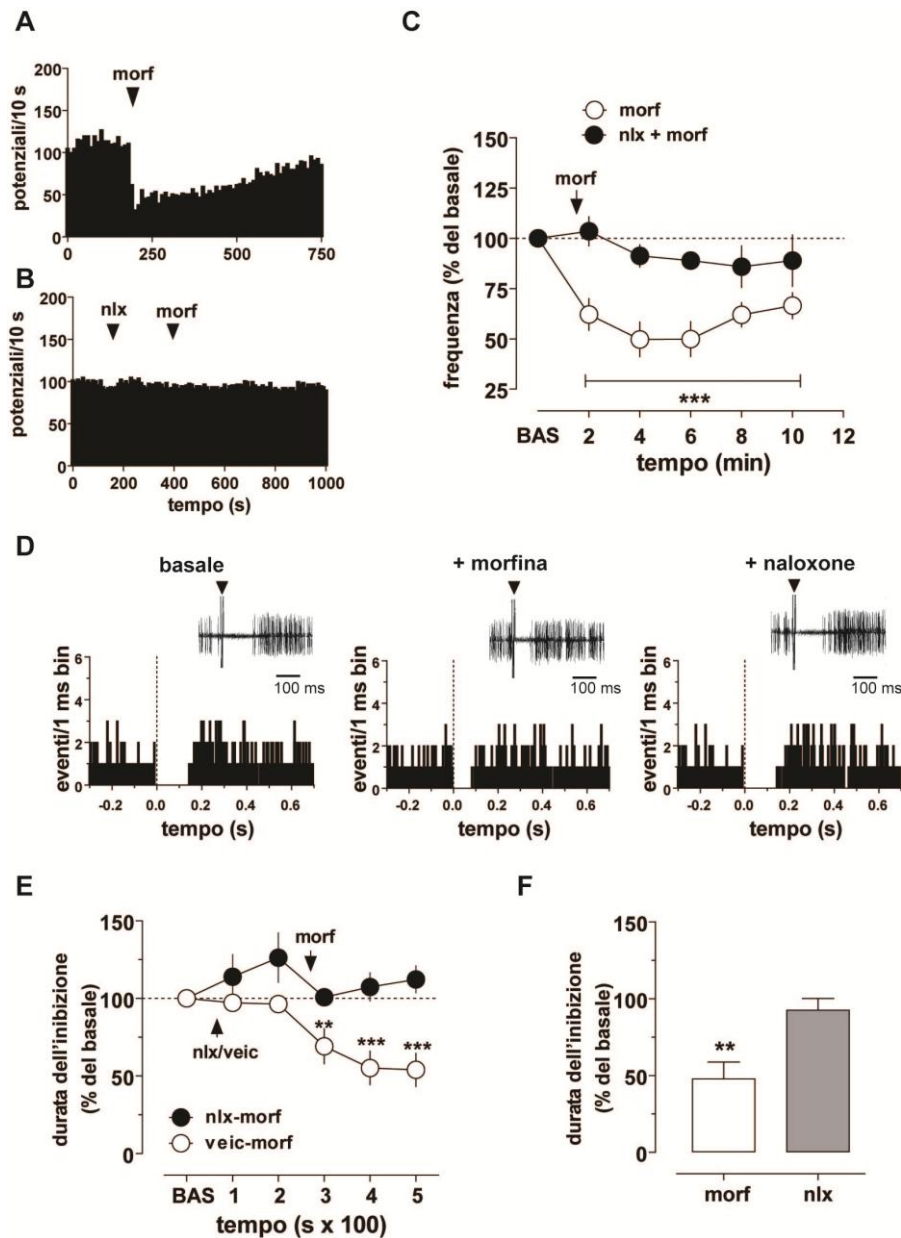 A
potenziali/10 s
200
150
100
50
0
morf
0 250 500 750
B
potenziali/10 s
200
150
100
50
0
nlx morf
0 200 400 600 800 1000
tempo (s)
C
morf
nlx + morf
frequenza (% del basale)
150
125
100
75
50
25
morf
***
BAS 2 4 6 8 10 12
tempo (min)
D
basale
100 ms
eventi/1 ms bin
6
4
2
0
-0.2 0.0 0.2 0.4 0.6
tempo (s)
+ morfina
100 ms
eventi/1 ms bin
6
4
2
0
-0.2 0.0 0.2 0.4 0.6
tempo (s)
+ naloxone
100 ms
eventi/1 ms bin
6
4
2
0
-0.2 0.0 0.2 0.4 0.6
tempo (s)
E
durata dell'inibizione
(% del basale)
150
100
50
0
morf
nlx/veic
** *** ***
nlx-morf
veic-morf
BAS 1 2 3 4 5
tempo (s x 100)
F
durata dell'inibizione
(% del basale)
150
100
50
0
**
morf nlx